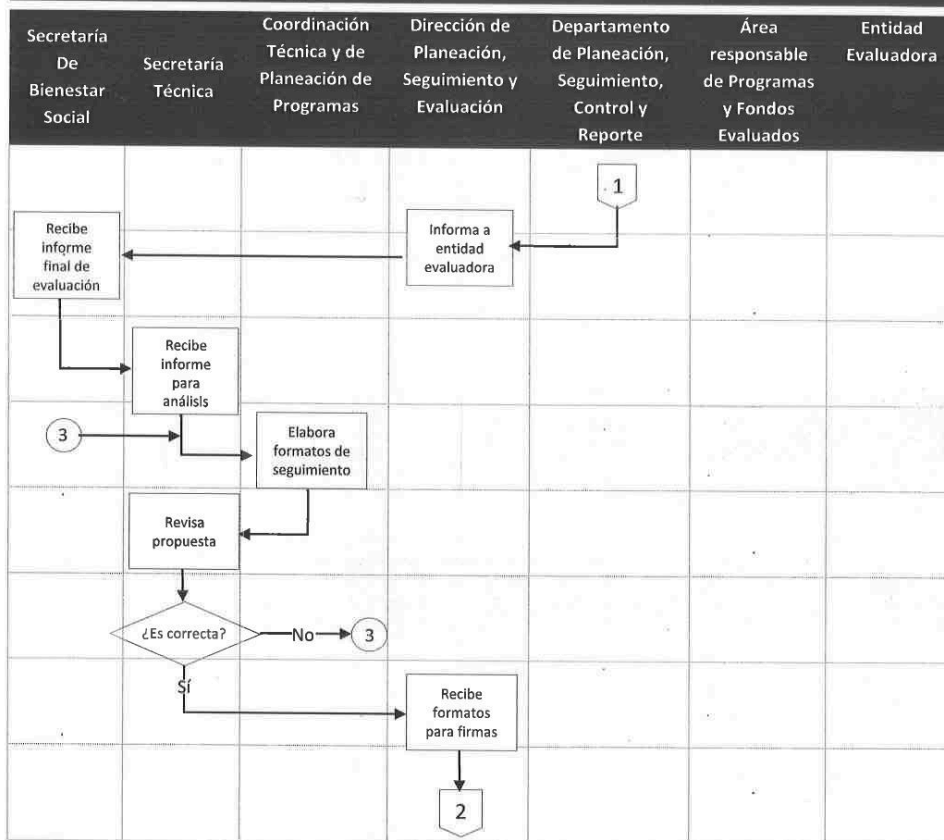 Secretaría
De
Bienestar
Social
Secretaría
Técnica
Coordinación
Técnica y de
Planeación de
Programas
Dirección de
Planeación,
Seguimiento y
Evaluación
Departamento
de Planeación,
Seguimiento,
Control y
Reporte
Área
responsable
de Programas
y Fondos
Evaluados
Entidad
Evaluadora
1
Informa a
entidad
evaluadora
Recibe
informe
final de
evaluación
Recibe
informe
para
análisis
3
Elabora
formatos de
seguimiento
Revisa
propuesta
¿Es correcta?
No
3
Sí
Recibe
formatos
para firmas
2